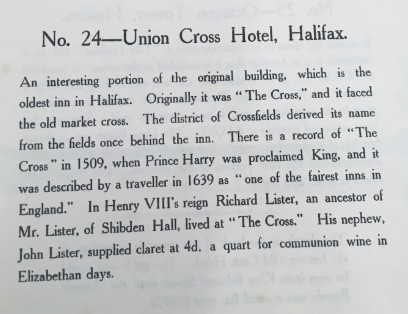 No. 24—Union Cross Hotel, Halifax.
An interesting portion of the original building, which is the
oldest inn in Halifax. Originally it was "The Cross," and it faced
the old market cross. The district of Crossfields derived its name
from the fields once behind the inn. There is a record of "The
Cross" in 1509, when Prince Harry was proclaimed King, and it
was described by a traveller in 1639 as "one of the fairest inns in
England." In Henry VIII's reign Richard Lister, an ancestor of
Mr. Lister, of Shibden Hall, lived at "The Cross." His nephew,
John Lister, supplied claret at 4d. a quart for communion wine in
Elizabethan days.